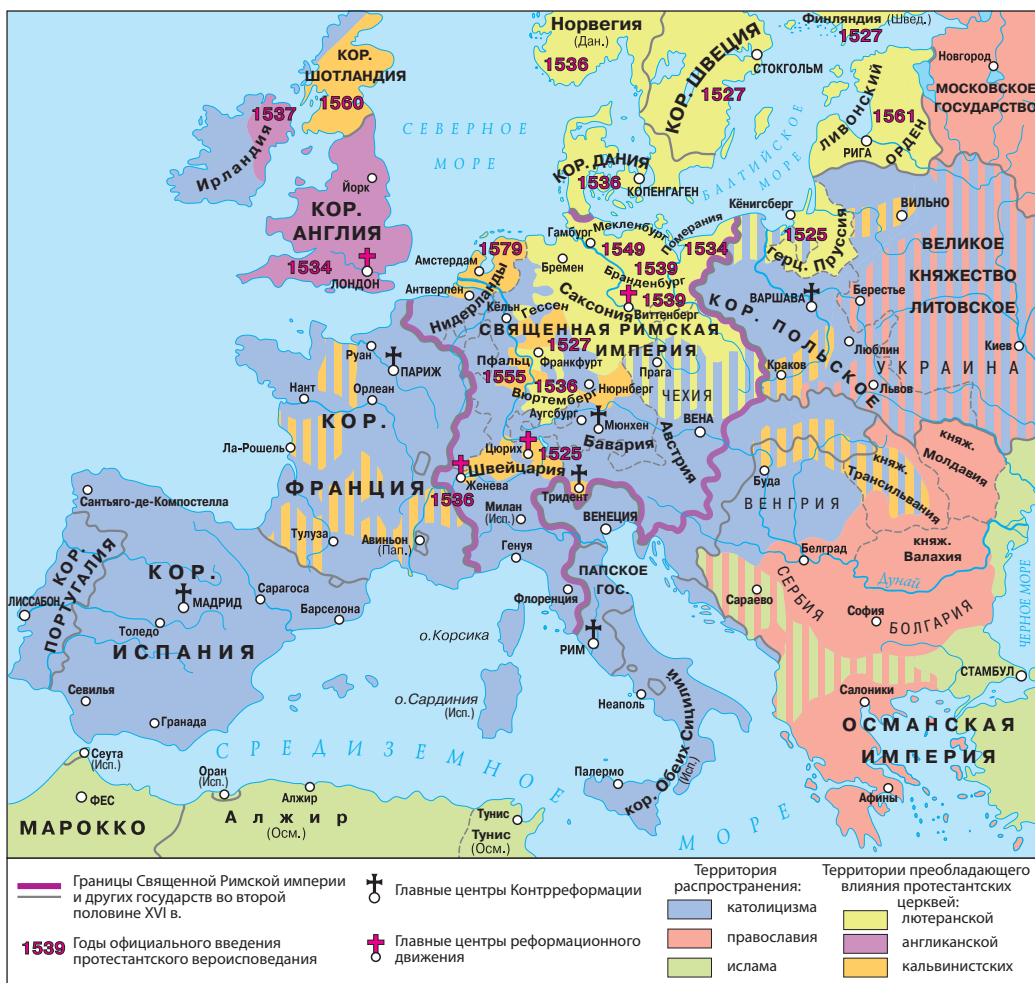 Норвегия
(Дан.)
1536
Финляндия (Швед.)
1527
КОР. ШВЕЦИЯ
1527
СТОКГОЛЬМ
Новгород
МОСКОВСКОЕ
ГОСУДАРСТВО
КОР.
ШОТЛАНДИЯ
1560
1537
Ирландия
СЕВЕРНОЕ
МОРЕ
ЛИВОНСКИЙ
ОРДЕН
1561
РИГА
КОР. ДАНИЯ
1536
КОПЕНГАГЕН
БАЛТИЙСКОЕ
МОРЕ
Йорк
КОР.
АНГЛИЯ
1534
ЛОНДОН
Кёнигсберг
1525
герц. Пруссия
ВИЛЬНО
ВЕЛИКОЕ
КНЯЖЕСТВО
ЛИТОВСКОЕ
Гамбург
Мекленбург
1549
Померания
1534
1579
Амстердам
Бремен
1539
Бранденбург
Антверпен
Нидерланды
Кёльн
Гессен
Саксония
1539
Виттенберг
КОР. ПОЛЬСКОЕ
ВАРШАВА
Берестье
Люблин
Киев
УКРАИНА
Львов
Краков
СВЯЩЕННАЯ РИМСКАЯ
ИМПЕРИЯ
1527
Франкфурт
Пфальц
1555
1536
Вюртемберг
Нюрнберг
Прага
ЧЕХИЯ
Руан
ПАРИЖ
Нант
Орлеан
КОР.
ФРАНЦИЯ
Ла-Рошель
Аугсбург
Мюнхен
Бавария
Австрия
ВЕНА
Цюрих
1525
Швейцария
Женева
1536
Тридент
Буда
ВЕНГРИЯ
княж.
Трансильвания
княж.
Молдавия
княж.
Валахия
Сантьяго-де-Компостелла
Тулуза
Авиньон
(Пап.)
Милан
(Исп.)
ВЕНЕЦИЯ
Генуя
Белград
Дунай
ЧЕРНОЕ МОРЕ
КОР.
ПОРТУГАЛИЯ
ЛИССАБОН
КОР.
ИСПАНИЯ
МАДРИД
Сарагоса
Барселона
Толедо
Севилья
Гранада
Флоренция
ПАПСКОЕ
ГОС.
РИМ
о.Корсика
о.Сардиния
(Исп.)
Неаполь
кор. Обеих Сицилий
(Исп.)
Палермо
Сараево
СЕРБИЯ
София
БОЛГАРИЯ
СТАМБУЛ
Салоники
ОСМАНСКАЯ
ИМПЕРИЯ
Афины
СРЕДИЗЕМНОЕ
МОРЕ
Сеута
(Исп.)
ФЕС
МАРОККО
Оран
(Исп.)
Алжир
Алжир
(Осм.)
Тунис
Тунис
(Осм.)
Границы Священной Римской империи
и других государств во второй
половине XVI в.
1539 Годы официального введения
протестантского вероисповедания
Главные центры Контрреформации
Главные центры реформационного
движения
Территория
распространения:
католицизма
православия
ислама
Территории преобладающего
влияния протестантских
церквей:
лютеранской
англиканской
кальвинистских